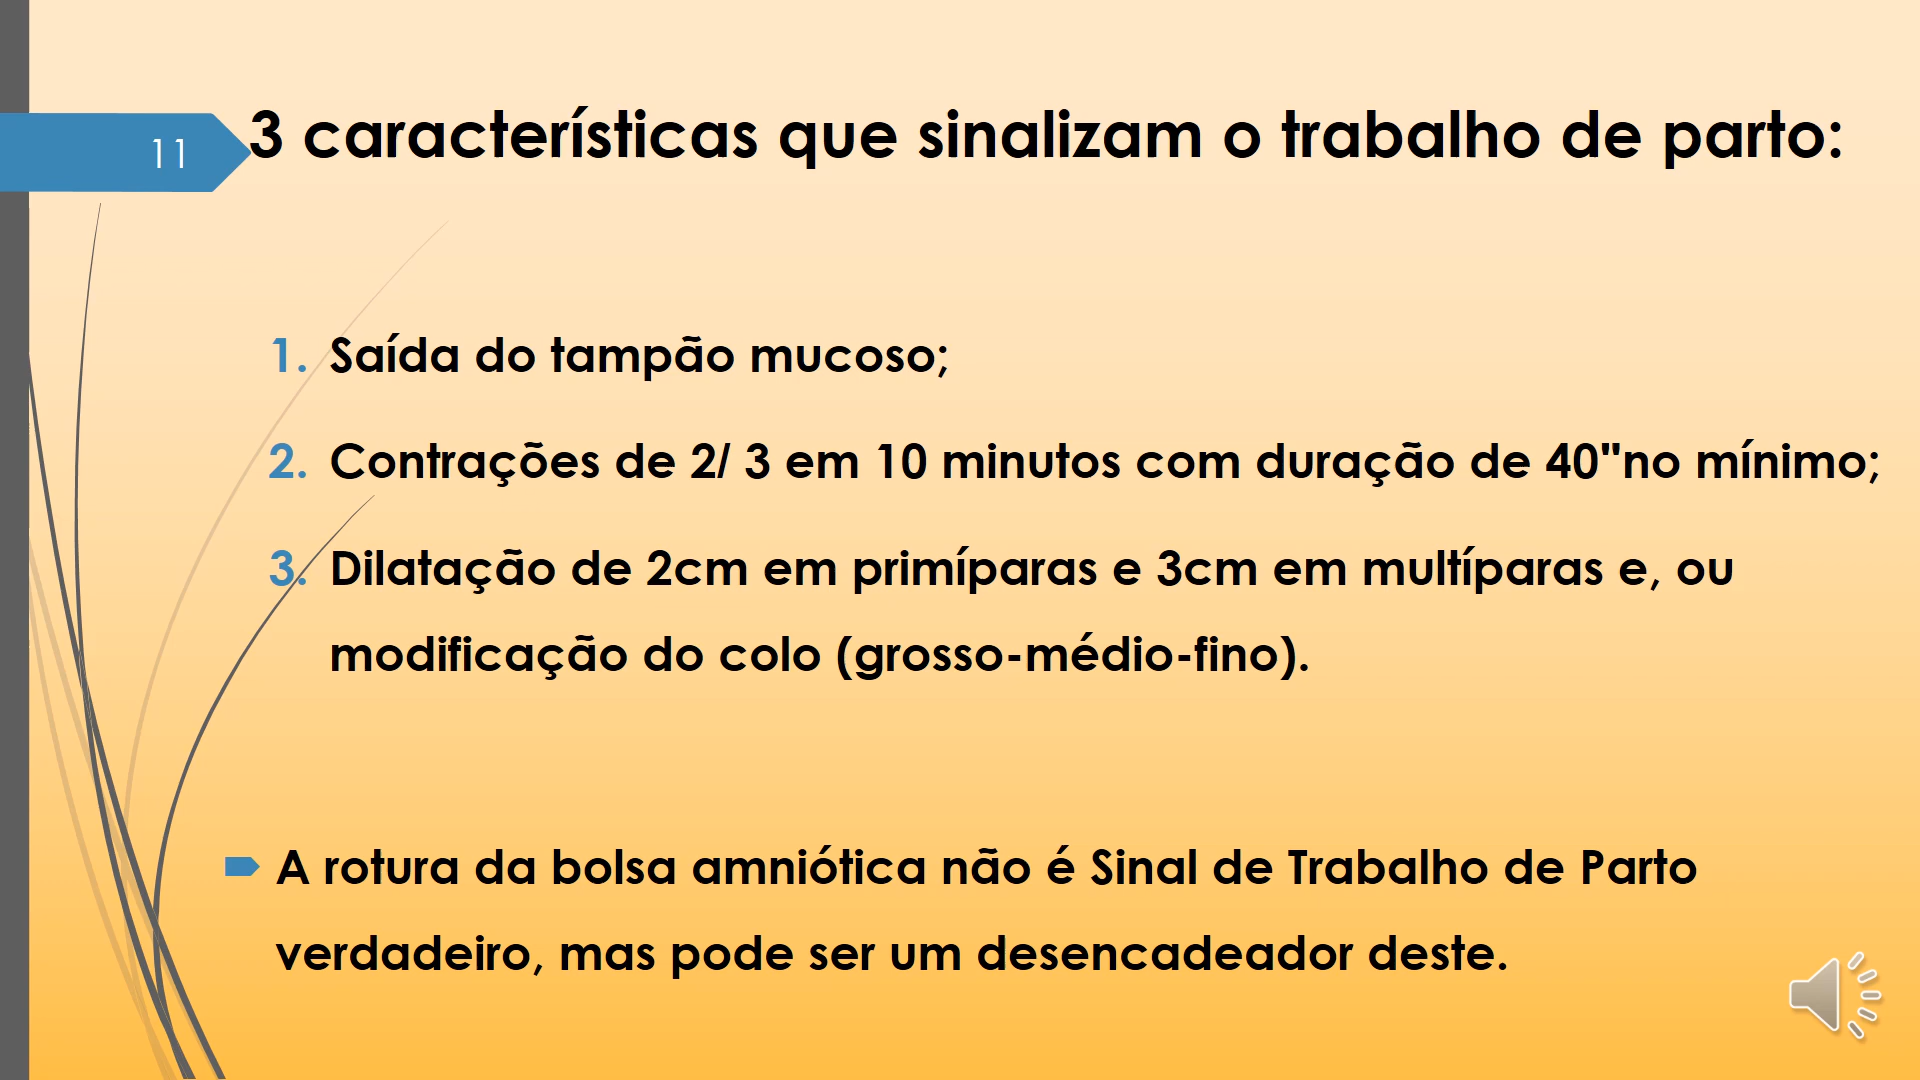 11
3 características que sinalizam o trabalho de parto:
1. Saída do tampão mucoso;
2. Contrações de 2/ 3 em 10 minutos com duração de 40"no mínimo;
3. Dilatação de 2cm em primíparas e 3cm em multíparas e, ou
modificação do colo (grosso-médio-fino).
A rotura da bolsa amniótica não é Sinal de Trabalho de Parto
verdadeiro, mas pode ser um desencadeador deste.